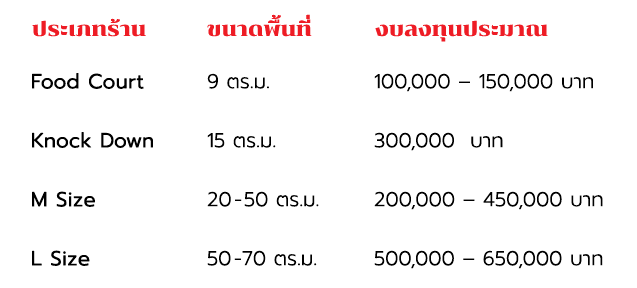 ประเภทร้าน ขนาดพื้นที่ งบลงทุนประมาณ
Food Court 9 ตร.ม. 100,000 – 150,000 บาท
Knock Down 15 ตร.ม. 300,000 บาท
M Size 20-50 ตร.ม. 200,000 – 450,000 บาท
L Size 50-70 ตร.ม. 500,000 – 650,000 บาท